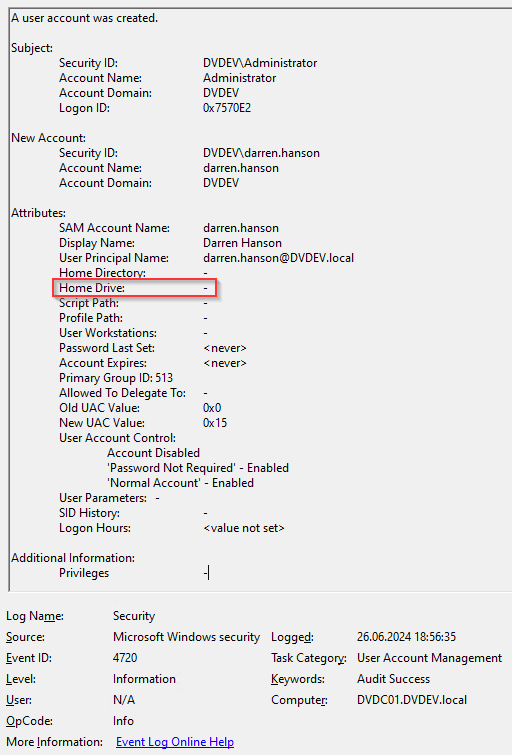 A user account was created.
Subject:
Security ID: DVDEV\Administrator
Account Name: Administrator
Account Domain: DVDEV
Logon ID: 0x7570E2
New Account:
Security ID: DVDEV\darren.hanson
Account Name: darren.hanson
Account Domain: DVDEV
Attributes:
SAM Account Name: darren.hanson
Display Name: Darren Hanson
User Principal Name: darren.hanson@DVDEV.local
Home Directory: -
Home Drive: -
Script Path: -
Profile Path: -
User Workstations: -
Password Last Set: <never>
Account Expires: <never>
Primary Group ID: 513
Allowed To Delegate To: -
Old UAC Value: 0x0
New UAC Value: 0x15
User Account Control:
Account Disabled
'Password Not Required' - Enabled
'Normal Account' - Enabled
User Parameters: -
SID History: -
Logon Hours: <value not set>
Additional Information:
Privileges -
Log Name: Security
Source: Microsoft Windows security Logged: 26.06.2024 18:56:35
Event ID: 4720 Task Category: User Account Management
Level: Information Keywords: Audit Success
User: N/A Computer: DVDC01.DVDEV.local
OpCode: Info
More Information: Event Log Online Help